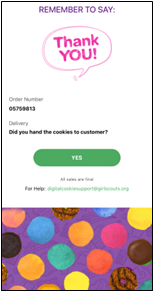 REMEMBER TO SAY:
Thank
YOU!
Order Number
05759813
Delivery
Did you hand the cookies to customer?
YES
All sales are final
For Help: digitalcookiesupport@girlscouts.org